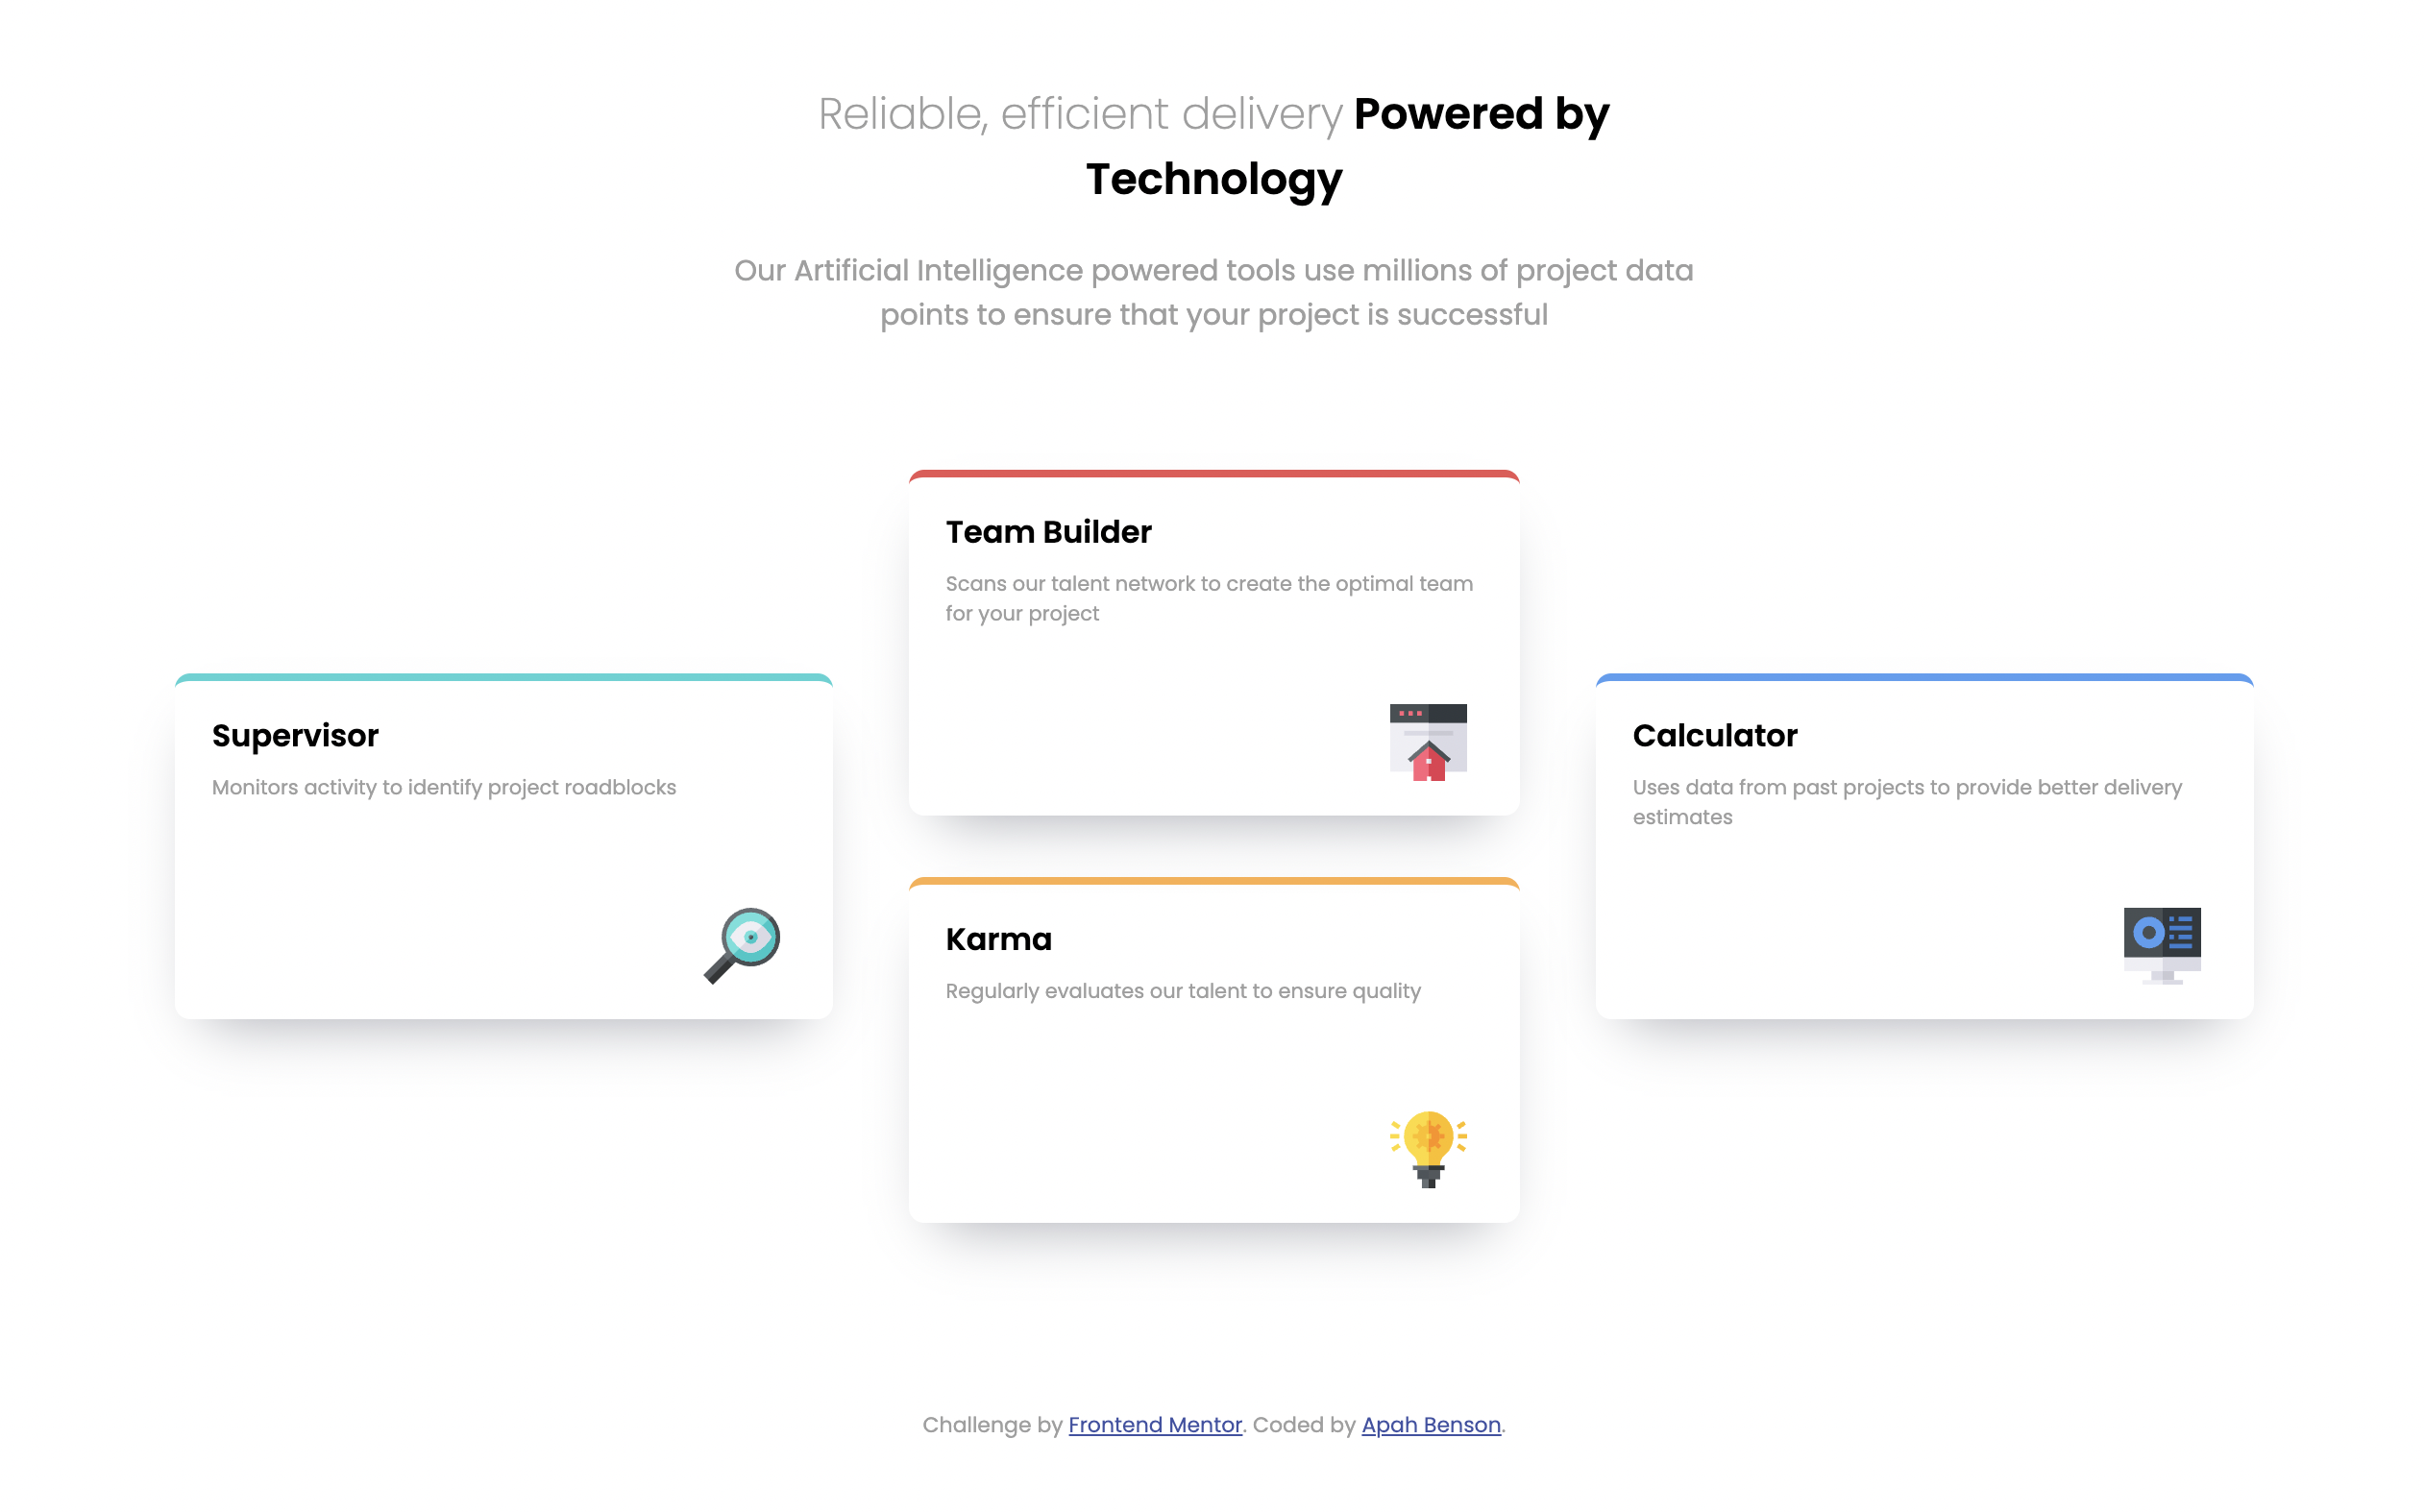 Reliable, efficient delivery Powered by
Technology
Our Artificial Intelligence powered tools use millions of project data
points to ensure that your project is successful
Supervisor
Monitors activity to identify project roadblocks
Team Builder
Scans our talent network to create the optimal team
for your project
Karma
Regularly evaluates our talent to ensure quality
Calculator
Uses data from past projects to provide better delivery
estimates
Challenge by Frontend Mentor. Coded by Apah Benson.